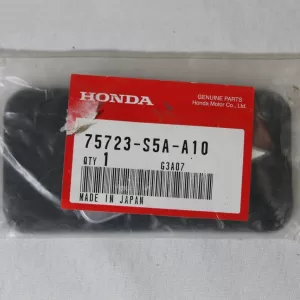 GENUINE PARTS
Honda Motor Co., Ltd.
HONDA
75723-S5A-A10
QTY 1 G3A07
MADE IN JAPAN